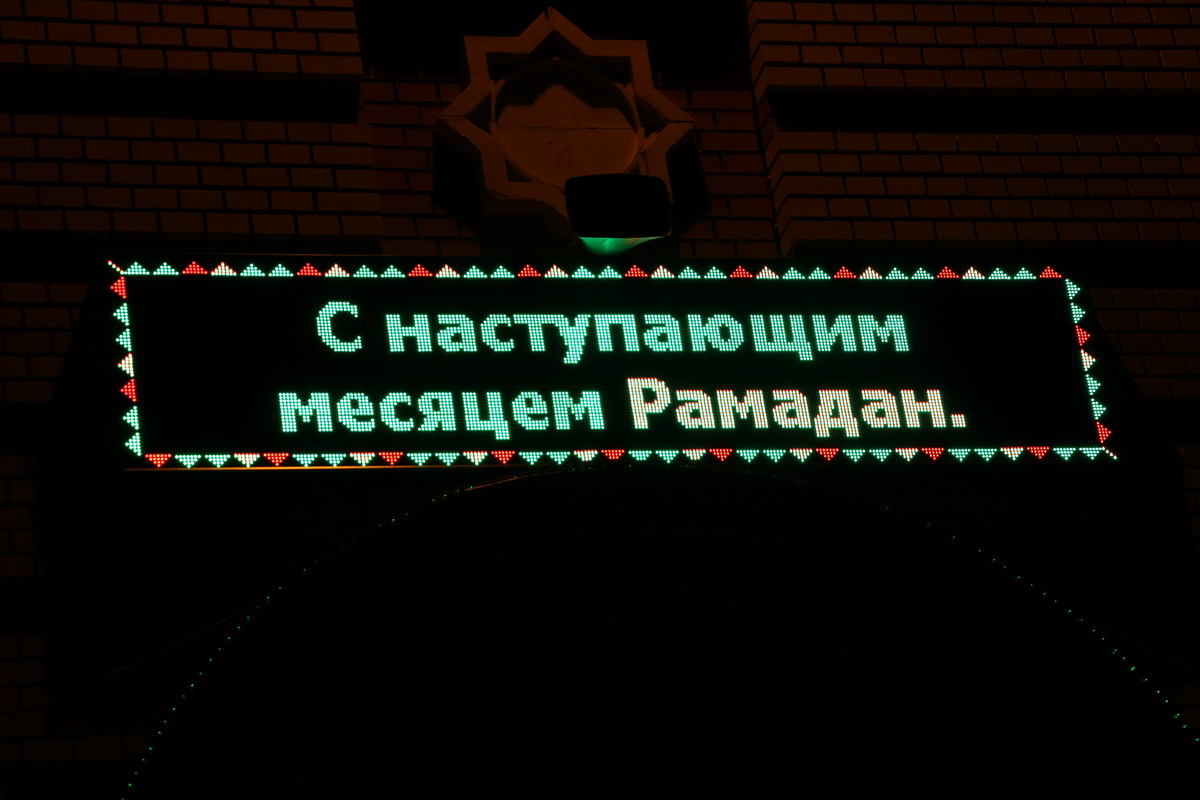 С наступающим
месяцем Рамадан.